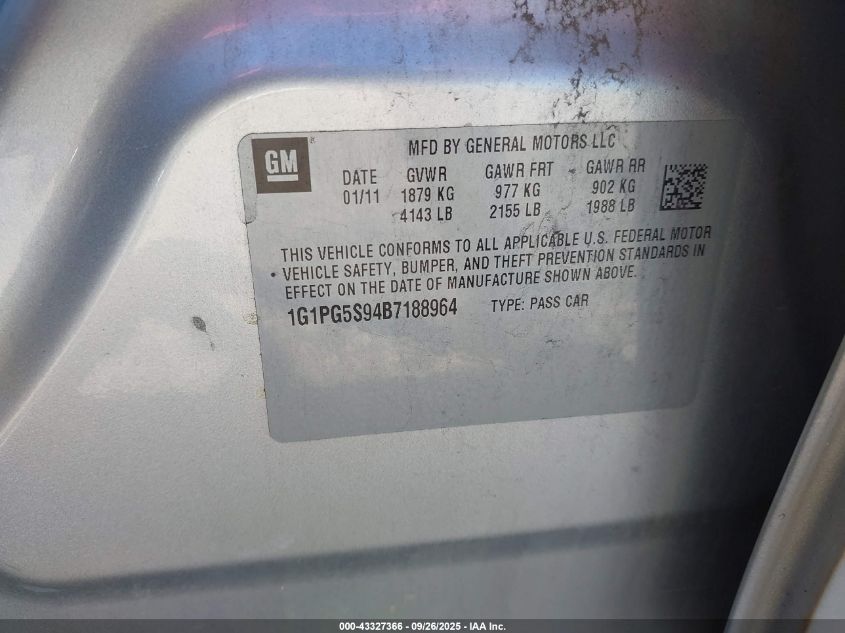 GM®
MFD BY GENERAL MOTORS LLC
DATE GVWR GAWR FRT GAWR RR
01/11 1879 KG 977 KG 902 KG
4143 LB 2155 LB 1988 LB
THIS VEHICLE CONFORMS TO ALL APPLICABLE U.S. FEDERAL MOTOR
• VEHICLE SAFETY, BUMPER, AND THEFT PREVENTION STANDARDS IN
EFFECT ON THE DATE OF MANUFACTURE SHOWN ABOVE.
1G1PG5S94B7188964 TYPE: PASS CAR
000-43327366 - 09/26/2025 - IAA Inc.